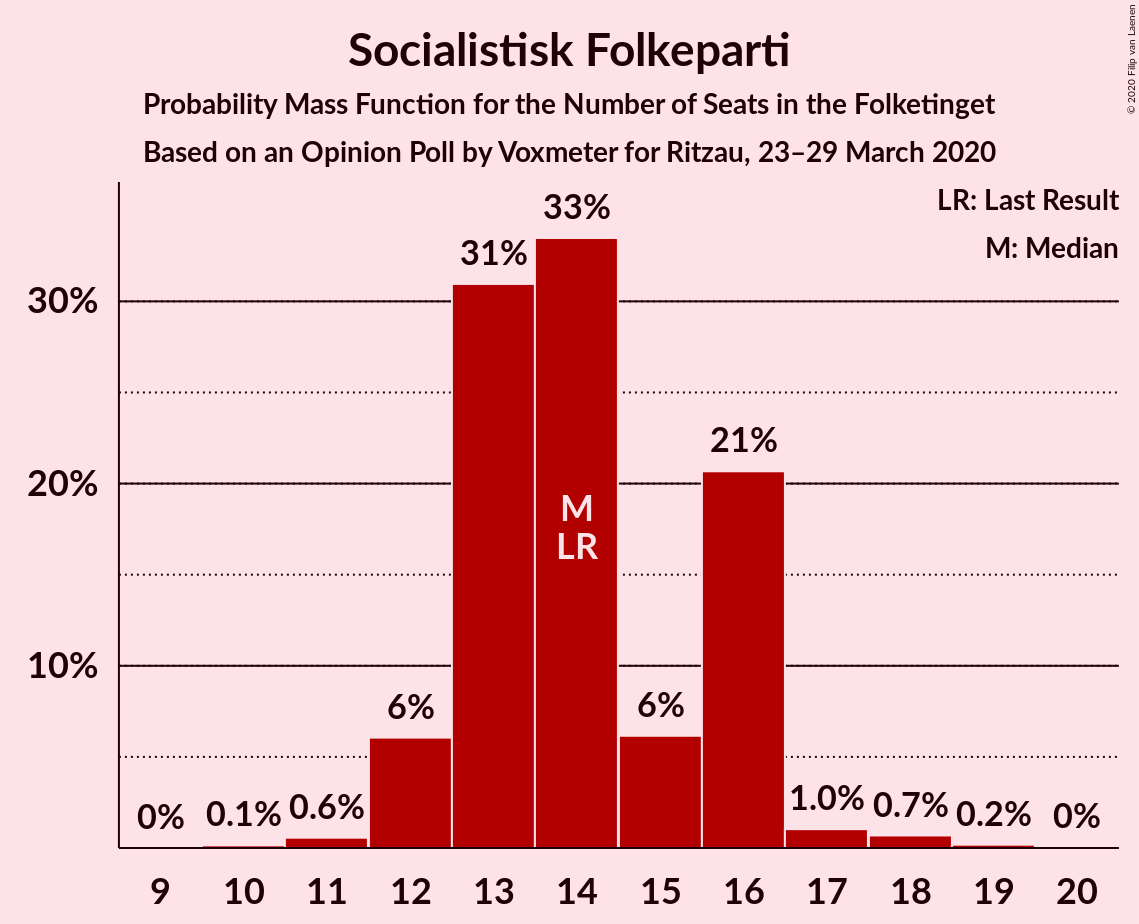 Socialistisk Folkeparti
Probability Mass Function for the Number of Seats in the Folketinget
Based on an Opinion Poll by Voxmeter for Ritzau, 23–29 March 2020
© 2020 Filip van Laenen
LR: Last Result
M: Median
30%
20%
10%
0%
0.1%
0.6%
6%
31%
33%
6%
21%
1.0%
0.7%
0.2%
0%
M
LR
9 10 11 12 13 14 15 16 17 18 19 20